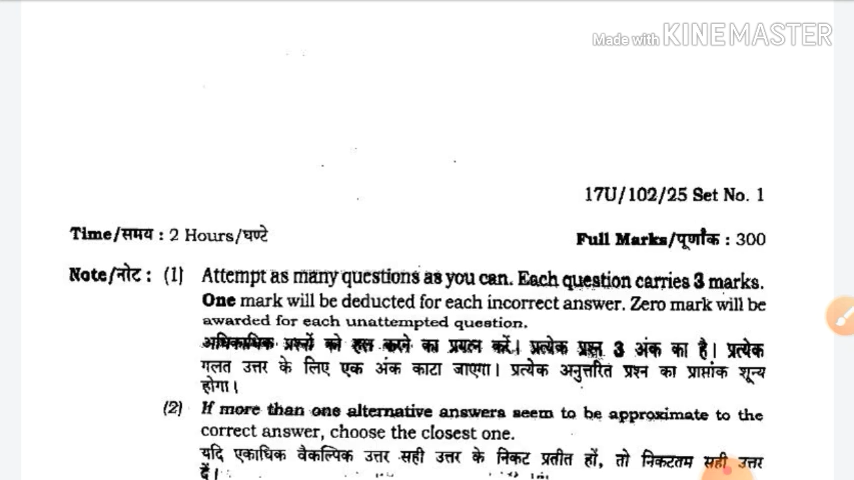 Made with KINEMASTER
17U/102/25 Set No. 1
Time/समय : 2 Hours/घण्टे
Full Marks/पूर्णांक : 300
Note/नोट : (1) Attempt as many questions as you can. Each question carries 3 marks.
One mark will be deducted for each incorrect answer. Zero mark will be
awarded for each unattempted question.
अधिकाधिक प्रश्नों को हल करने का प्रयत्न करें। प्रत्येक प्रश्न 3 अंक का है। प्रत्येक
गलत उत्तर के लिए एक अंक काटा जाएगा। प्रत्येक अनुत्तरित प्रश्न का प्राप्तांक शून्य
होगा।
(2) If more than one alternative answers seem to be approximate to the
correct answer, choose the closest one.
यदि एकाधिक वैकल्पिक उत्तर सही उत्तर के निकट प्रतीत हों, तो निकटतम सही उत्तर
दें।